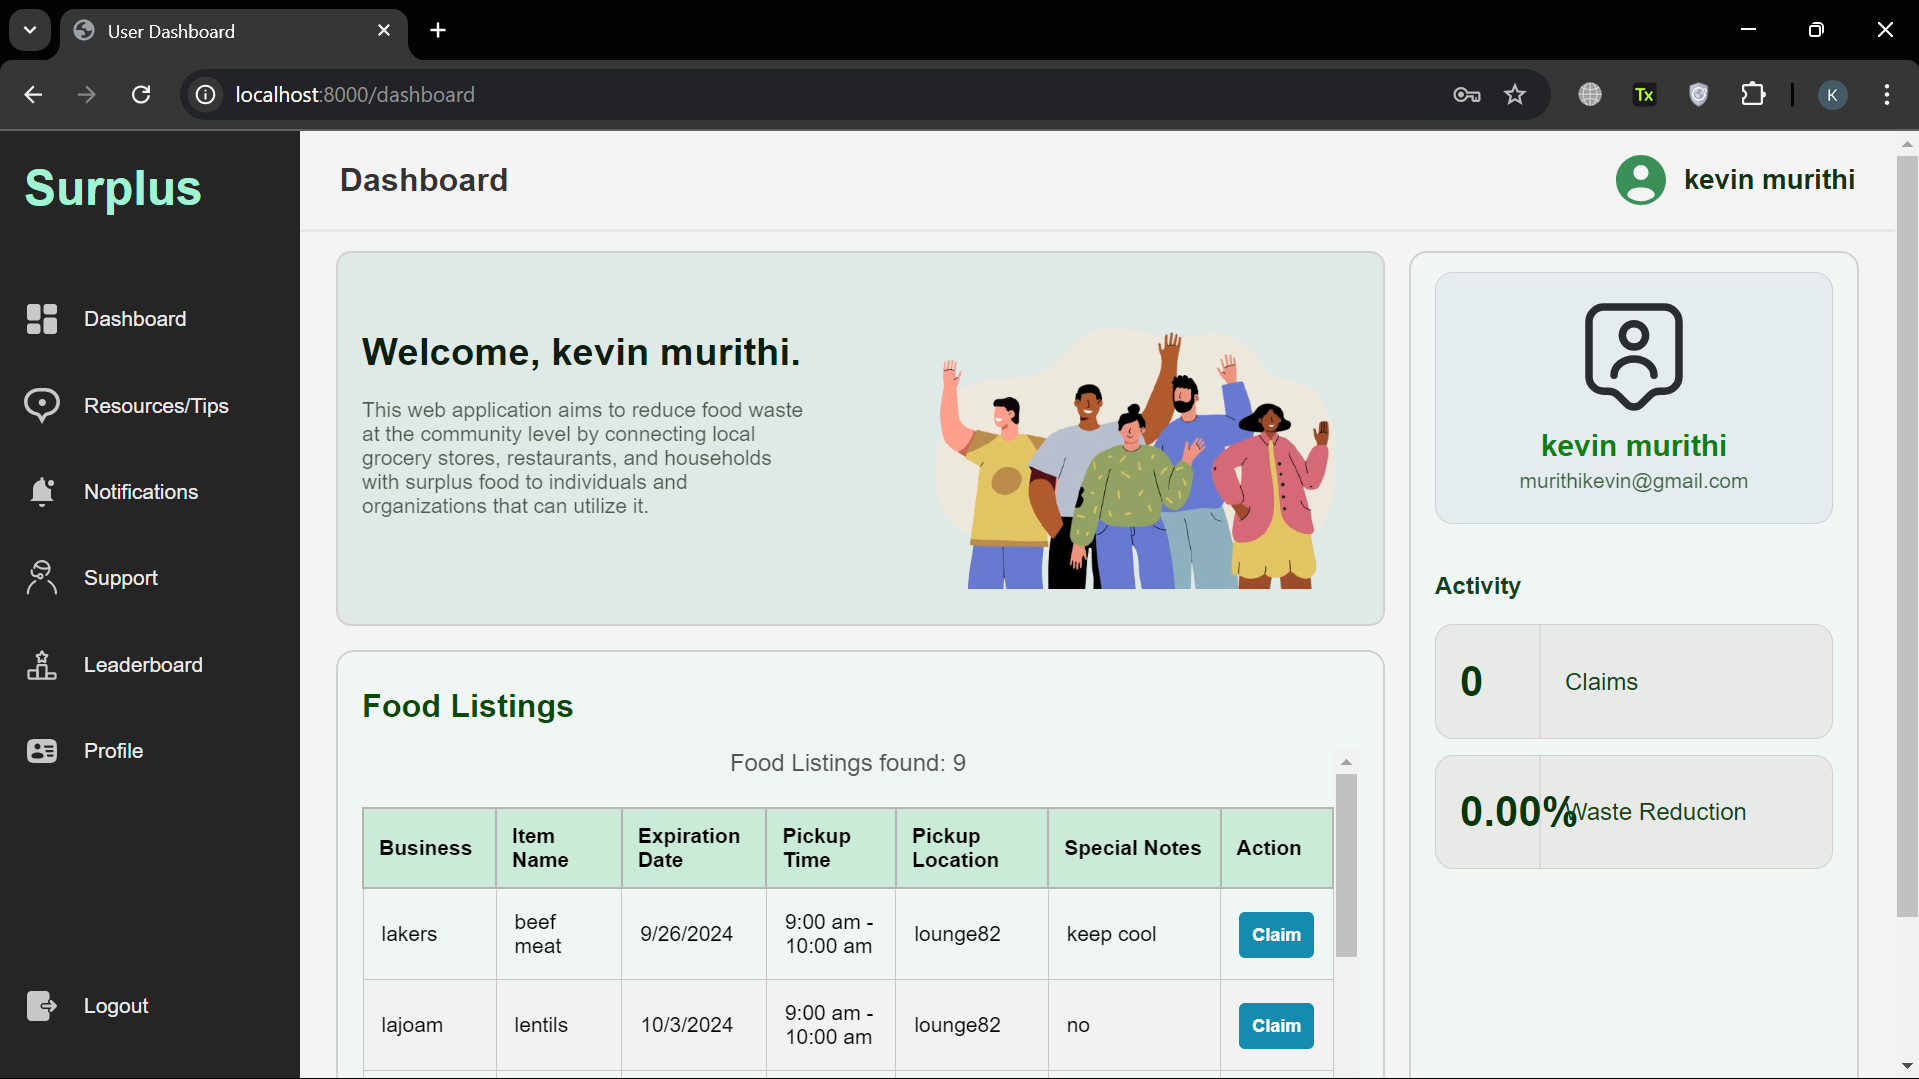 User Dashboard
localhost:8000/dashboard
Tx
K
Surplus
Dashboard
Resources/Tips
Notifications
Support
Leaderboard
Profile
Logout
Dashboard
kevin murithi
Welcome, kevin murithi.
This web application aims to reduce food waste
at the community level by connecting local
grocery stores, restaurants, and households
with surplus food to individuals and
organizations that can utilize it.
Food Listings
Food Listings found: 9
Business Item Name Expiration Date Pickup Time Pickup Location Special Notes Action
lakers beef meat 9/26/2024 9:00 am - 10:00 am lounge82 keep cool Claim
lajoam lentils 10/3/2024 9:00 am - 10:00 am lounge82 no Claim
kevin murithi
murithikevin@gmail.com
Activity
0 Claims
0.00% Waste Reduction